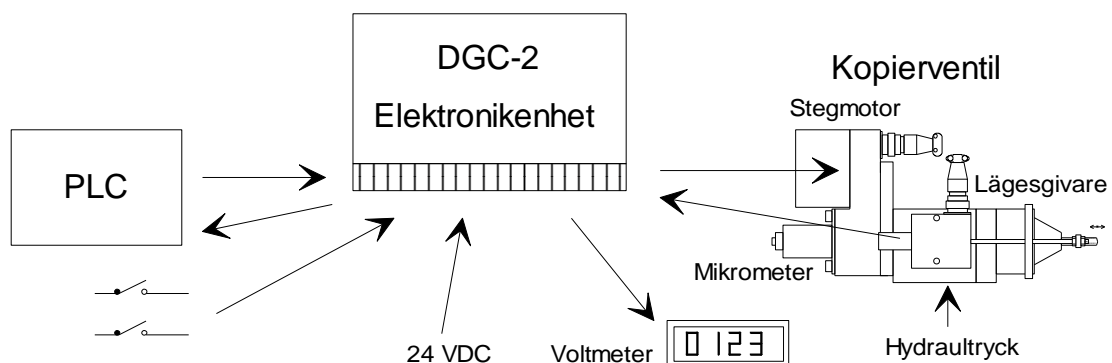 DGC-2
Elektronikenhet
PLC
Kopierventil
Stegmotor
Lägesgivare
Mikrometer
Hydraultryck
24 VDC
Voltmeter
0123